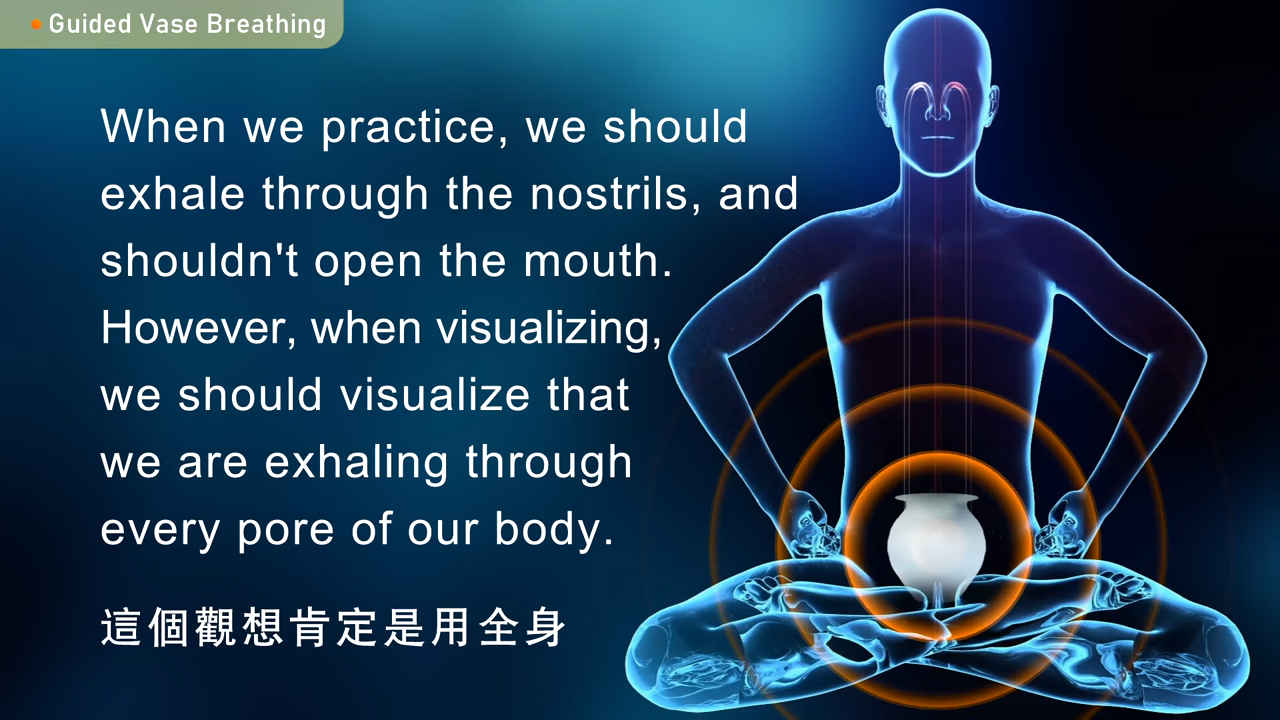 Guided Vase Breathing
When we practice, we should
exhale through the nostrils, and
shouldn't open the mouth.
However, when visualizing,
we should visualize that
we are exhaling through
every pore of our body.
這個觀想肯定是用全身